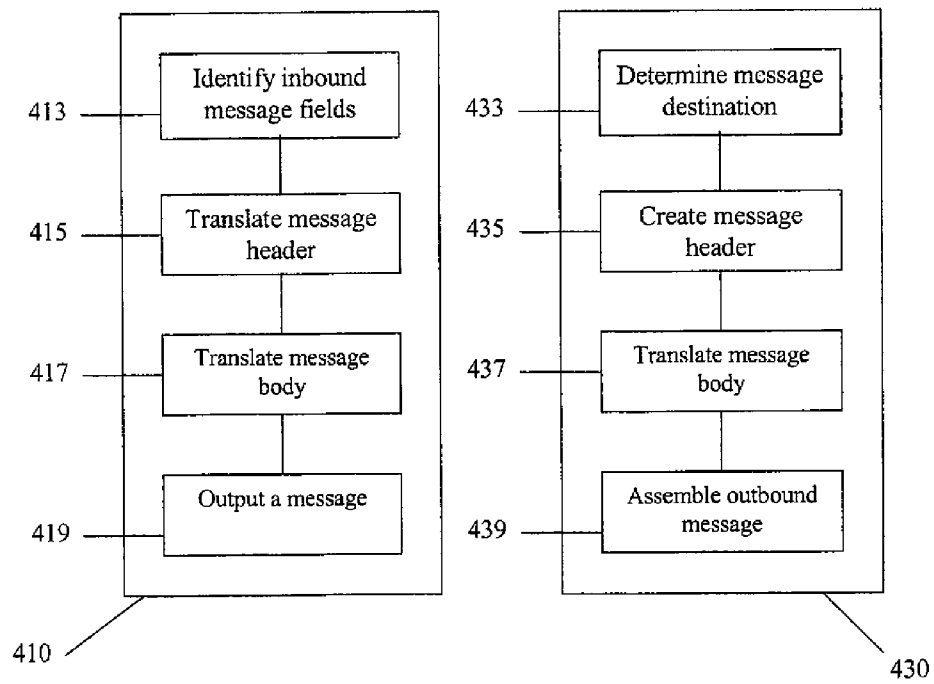 Identify inbound
message fields
413
Translate message
header
415
Translate message
body
417
Output a message
419
410
Determine message
destination
433
Create message
header
435
Translate message
body
437
Assemble outbound
message
439
430